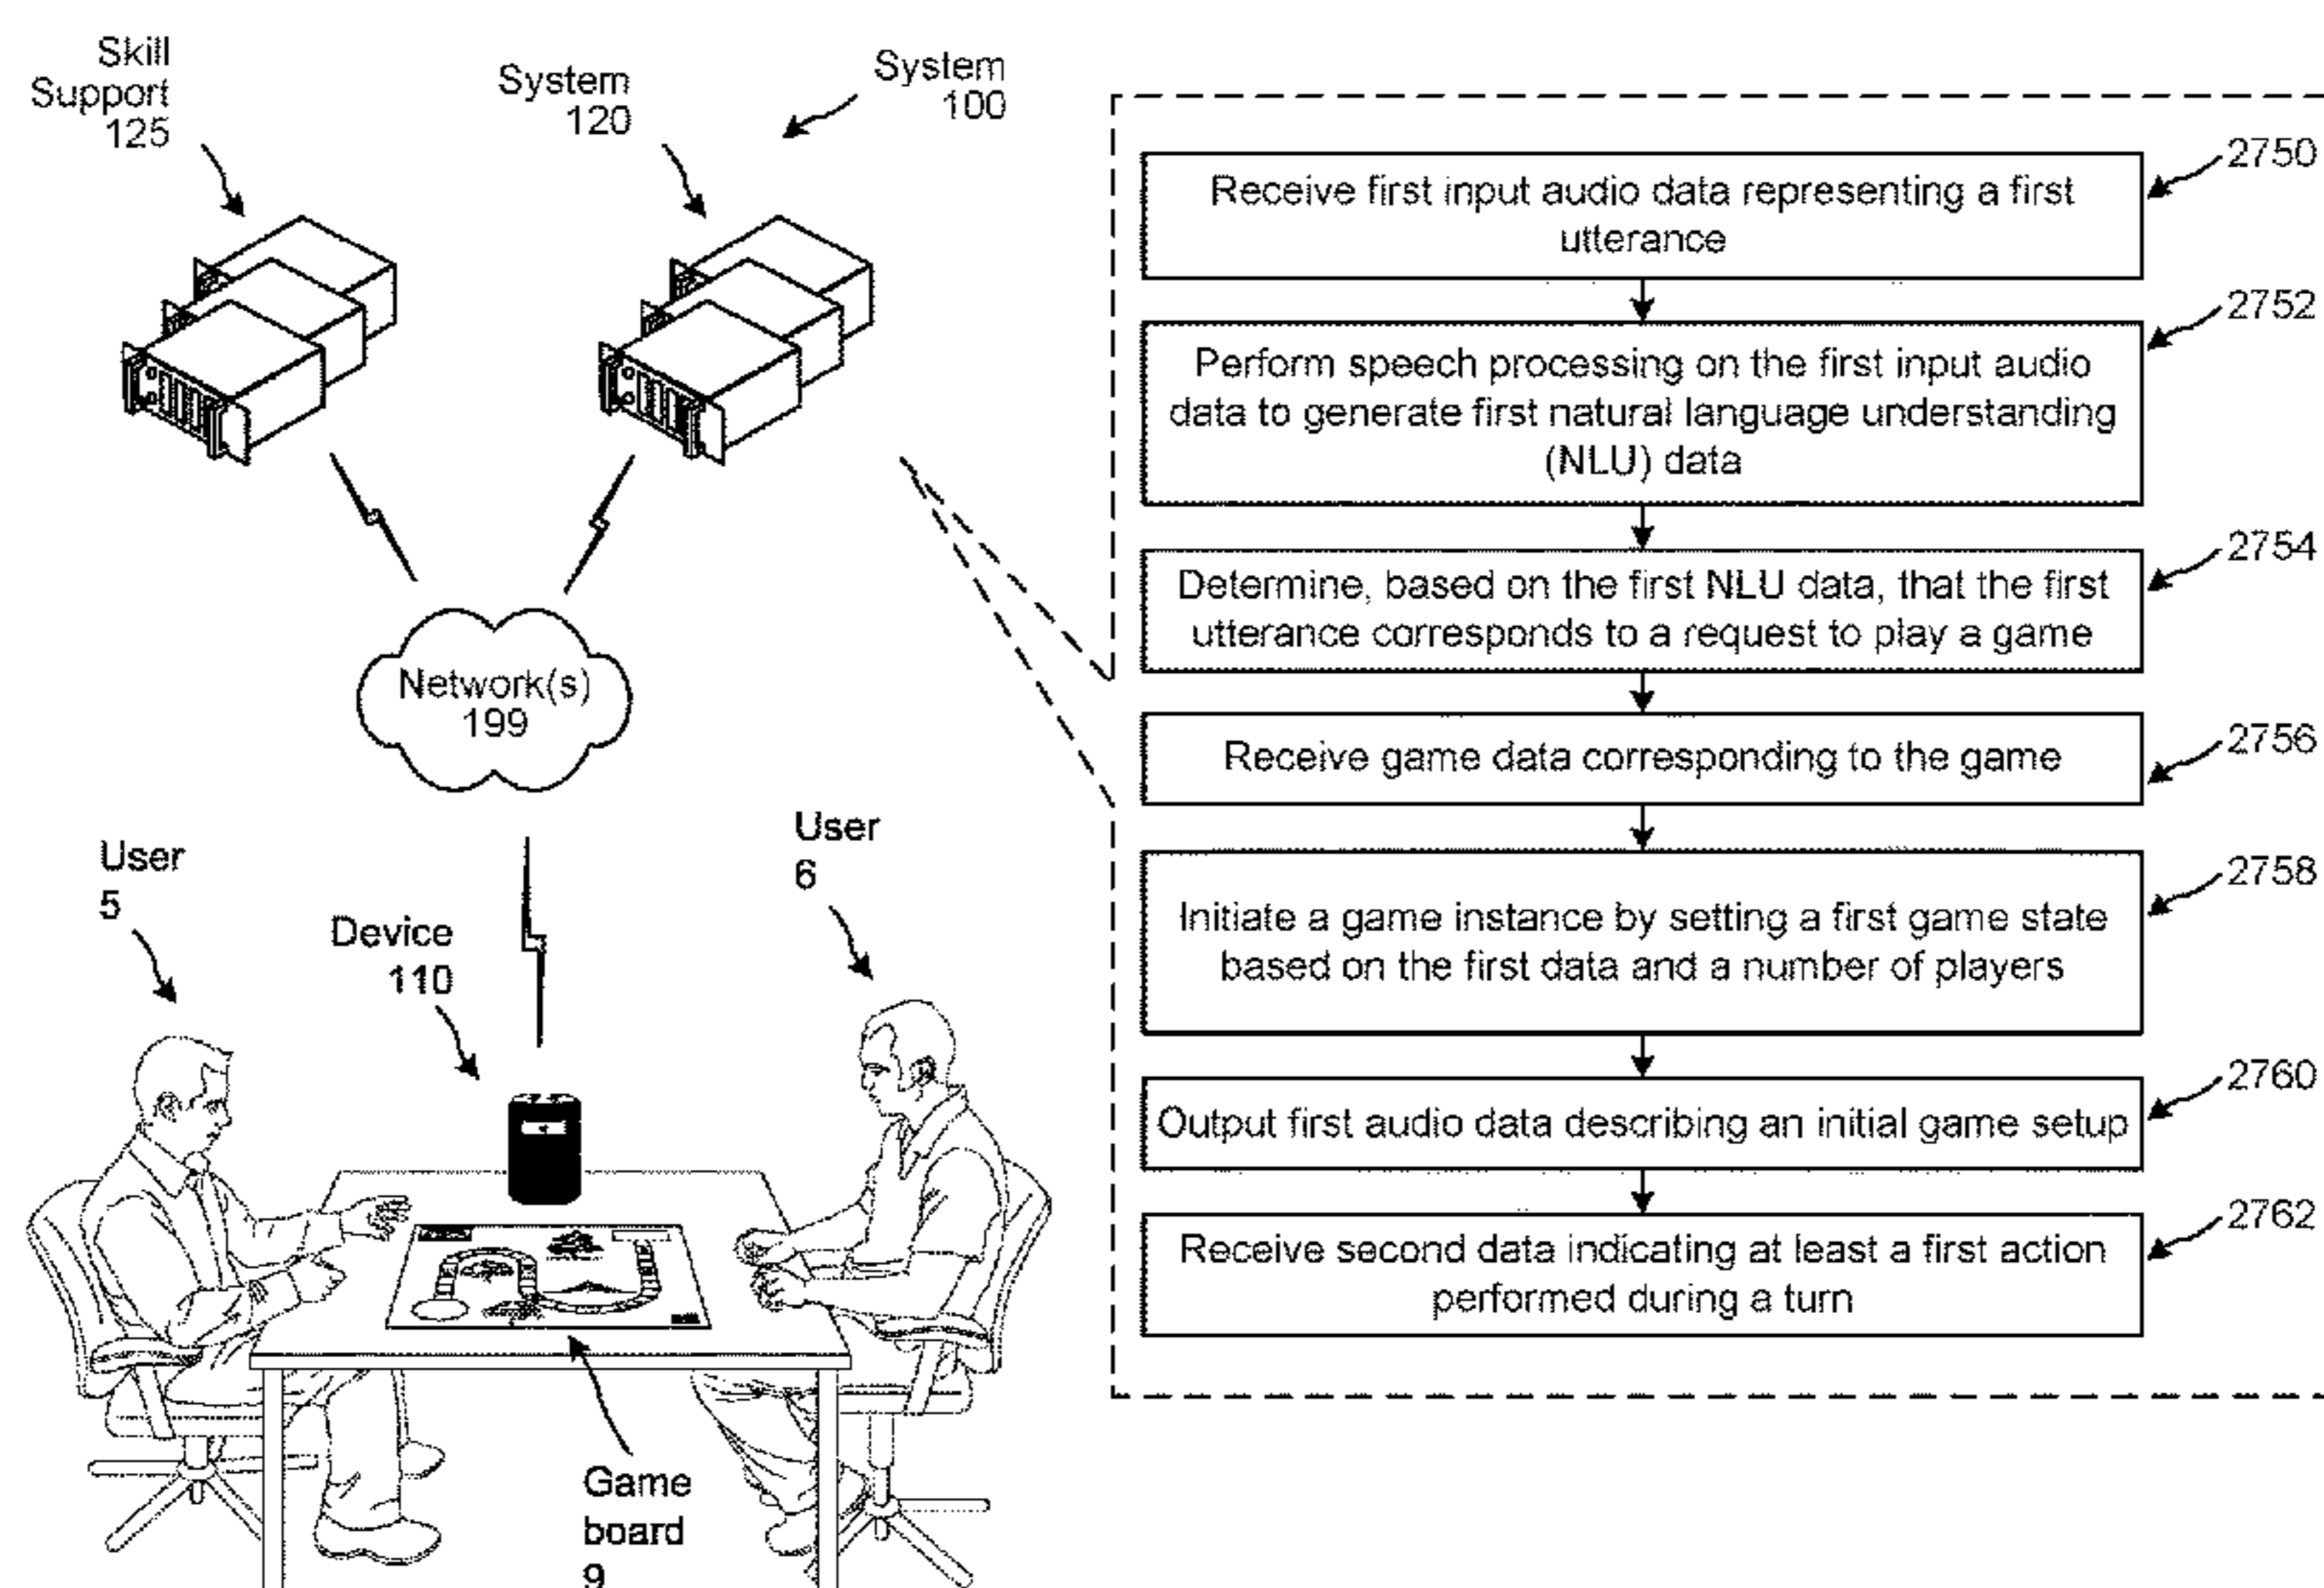 Skill
Support
125
System
120
System
100
Network(s)
199
User
5
Device
110
User
6
Game
board
9
2750
Receive first input audio data representing a first
utterance
2752
Perform speech processing on the first input audio
data to generate first natural language understanding
(NLU) data
2754
Determine, based on the first NLU data, that the first
utterance corresponds to a request to play a game
2756
Receive game data corresponding to the game
2758
Initiate a game instance by setting a first game state
based on the first data and a number of players
2760
Output first audio data describing an initial game setup
2762
Receive second data indicating at least a first action
performed during a turn